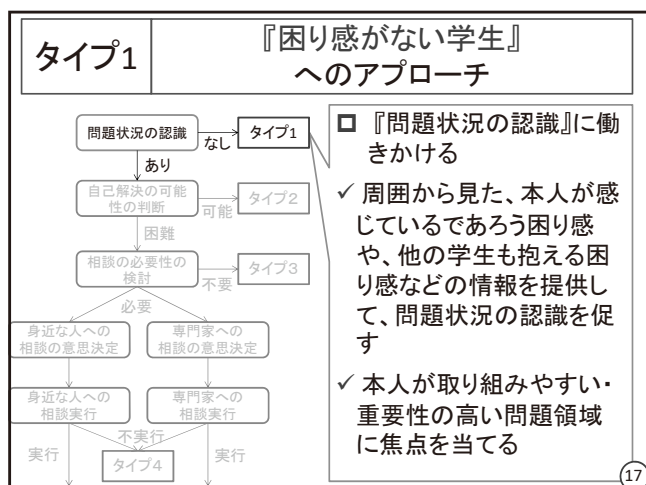 タイプ1
『困り感がない学生』
へのアプローチ
問題状況の認識
なし
タイプ1
あり
自己解決の可能
性の判断
可能
タイプ2
困難
相談の必要性の
検討
不要
タイプ3
必要
身近な人への
相談の意思決定
専門家への
相談の意思決定
身近な人への
相談実行
専門家への
相談実行
不実行
実行
タイプ4
実行
『問題状況の認識』に働
きかける
✓ 周囲から見た、本人が感
じているであろう困り感
や、他の学生も抱える困
り感などの情報を提供し
て、問題状況の認識を促
す
✓ 本人が取り組みやすい・
重要性の高い問題領域
に焦点を当てる
17